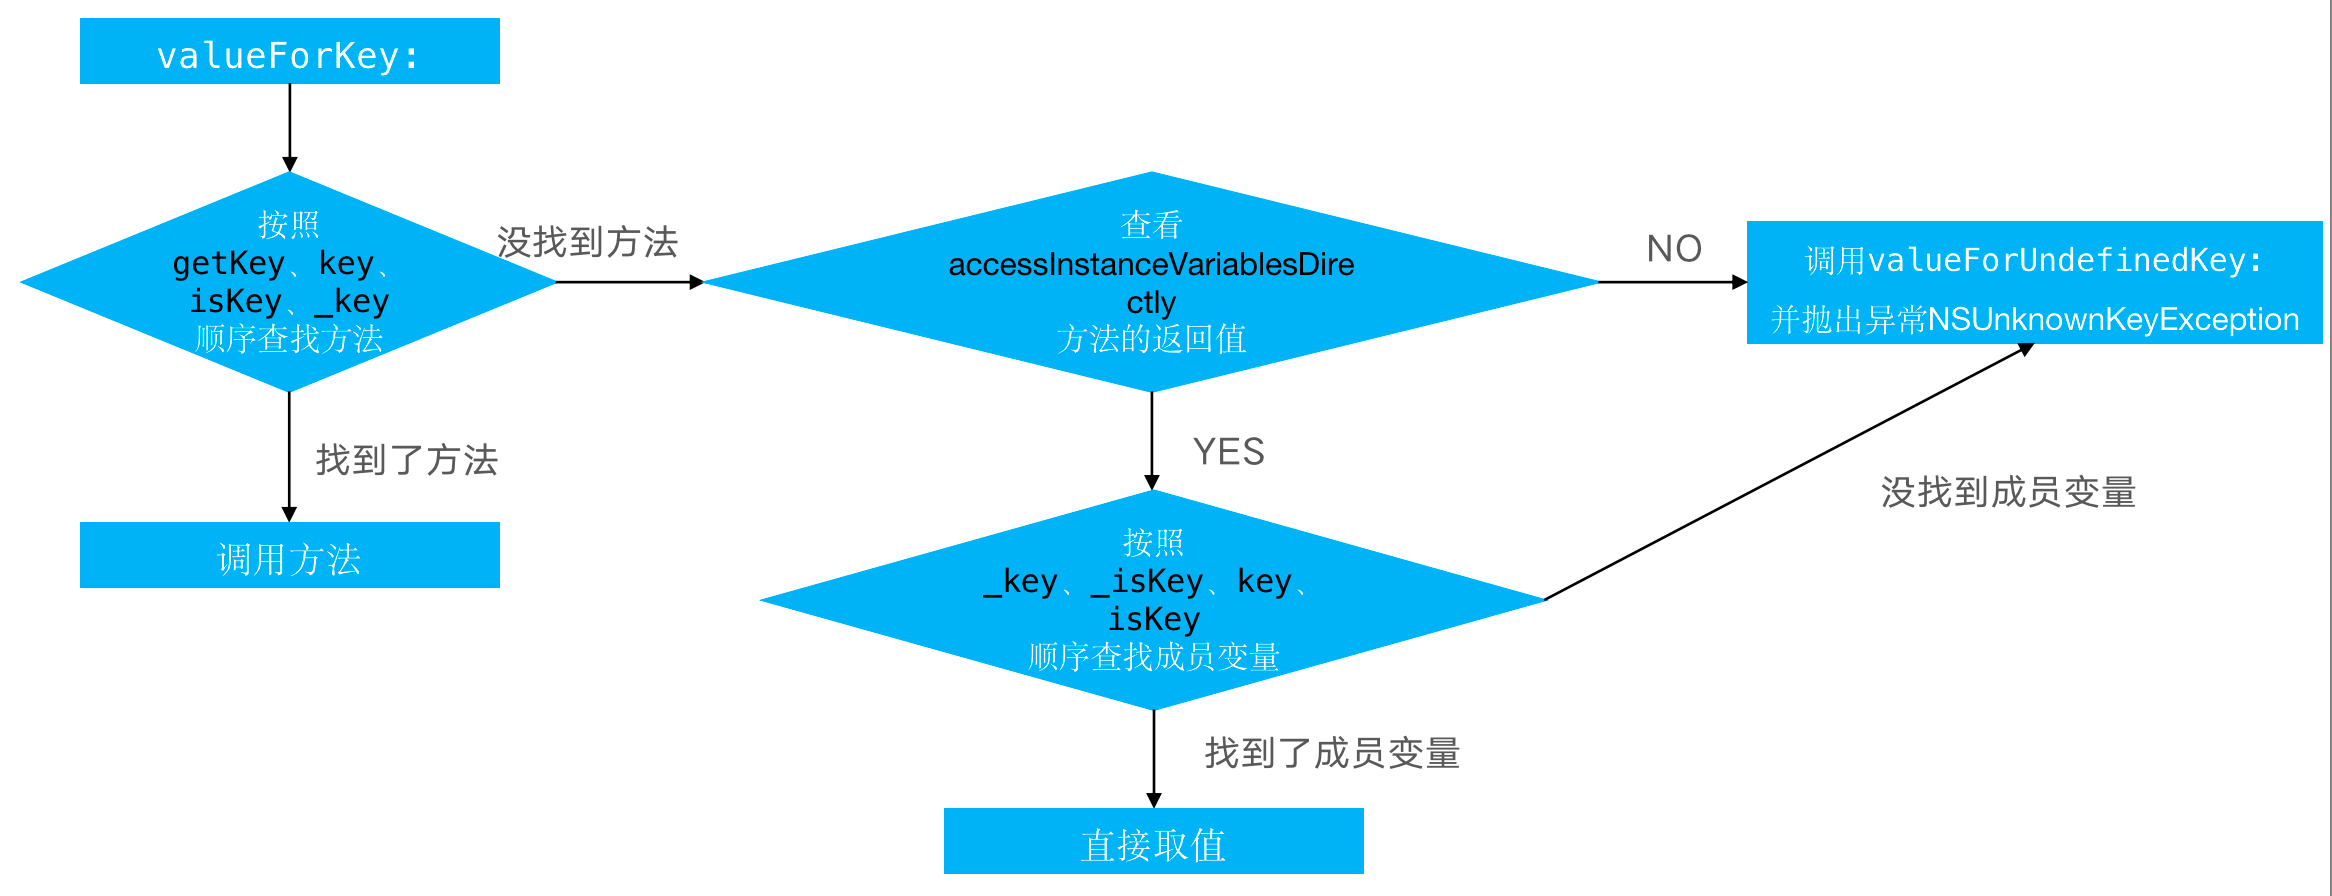 valueForKey:
按照
getKey、key、
isKey、_key
顺序查找方法
没找到方法
查看
accessInstanceVariablesDire
ctly
方法的返回值
NO
调用valueForUndefinedKey:
并抛出异常NSUnknownKeyException
找到了方法
YES
没找到成员变量
调用方法
按照
_key、_isKey、key、
isKey
顺序查找成员变量
找到了成员变量
直接取值